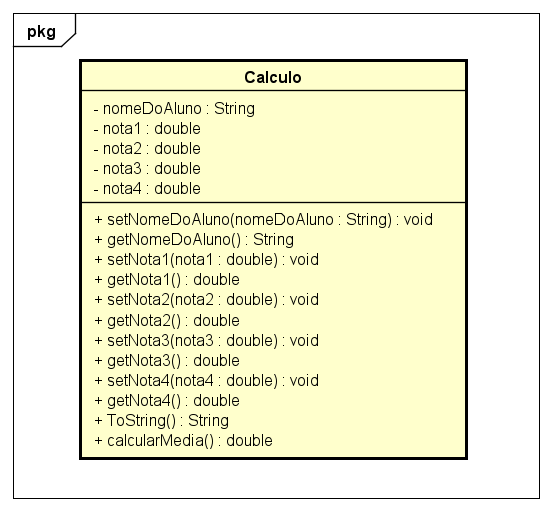 pkg
Calculo
- nomeDoAluno : String
- nota1 : double
- nota2 : double
- nota3 : double
- nota4 : double
+ setNomeDoAluno(nomeDoAluno : String) : void
+ getNomeDoAluno() : String
+ setNota1(nota1 : double) : void
+ getNota1() : double
+ setNota2(nota2 : double) : void
+ getNota2() : double
+ setNota3(nota3 : double) : void
+ getNota3() : double
+ setNota4(nota4 : double) : void
+ getNota4() : double
+ ToString() : String
+ calcularMedia() : double